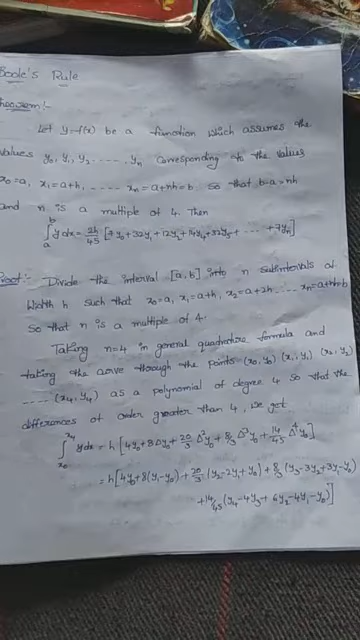 Boole's Rule
Theorem:-
Let y=f(x) be a function which assumes the
values y₀, y₁, y₂ ....., yₙ corresponding to the values
x₀=a, x₁=a+h, ..... xₙ=a+nh=b, so that b-a=nh
and n is a multiple of 4. Then
∫ₐᵇ y dx = 2h/45 [7y₀+32y₁+12y₂+14y₄+32y₅+ ... +7yₙ]
Proof:- Divide the interval [a,b] into n subintervals of
width h such that x₀=a, x₁=a+h, x₂=a+2h ..... xₙ=a+nh=b
so that n is a multiple of 4.
Taking n=4 in general quadrature formula and
taking the curve through the points (x₀,y₀) (x₁,y₁) (x₂,y₂)
.... (x₄,y₄) as a polynomial of degree 4 so that the
differences of order greater than 4, we get
∫ₓ₀ˣ⁴ y dx = h[4y₀+8Δy₀+20/3 Δ²y₀+8/3 Δ³y₀+14/45 Δ⁴y₀]
= h[4y₀+8(y₁-y₀)+20/3 (y₂-2y₁+y₀)+8/3 (y₃-3y₂+3y₁-y₀)
+14/45 (y₄-4y₃+6y₂-4y₁-y₀)]